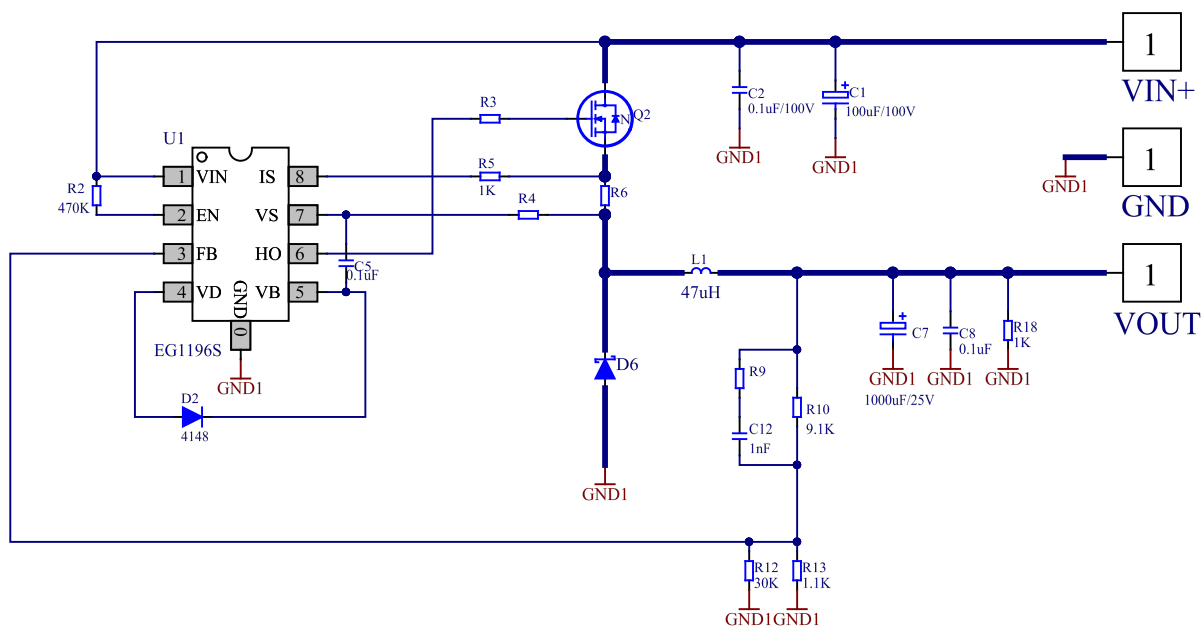 1
VIN+
C2
0.1uF/100V
C1
100uF/100V
GND1
GND1
R3
Q2
N
1
GND1
GND
U1
R2
470K
1 VIN IS 8
2 EN VS 7
3 FB HO 6
4 VD VB 5
GND
0
EG1196S
GND1
R5
1K
R4
R6
C5
0.1uF
D2
4148
L1
47uH
1
VOUT
C7
1000uF/25V
GND1
C8
0.1uF
GND1
R18
1K
GND1
D6
GND1
R9
C12
1nF
R10
9.1K
R12
30K
R13
1.1K
GND1
GND1